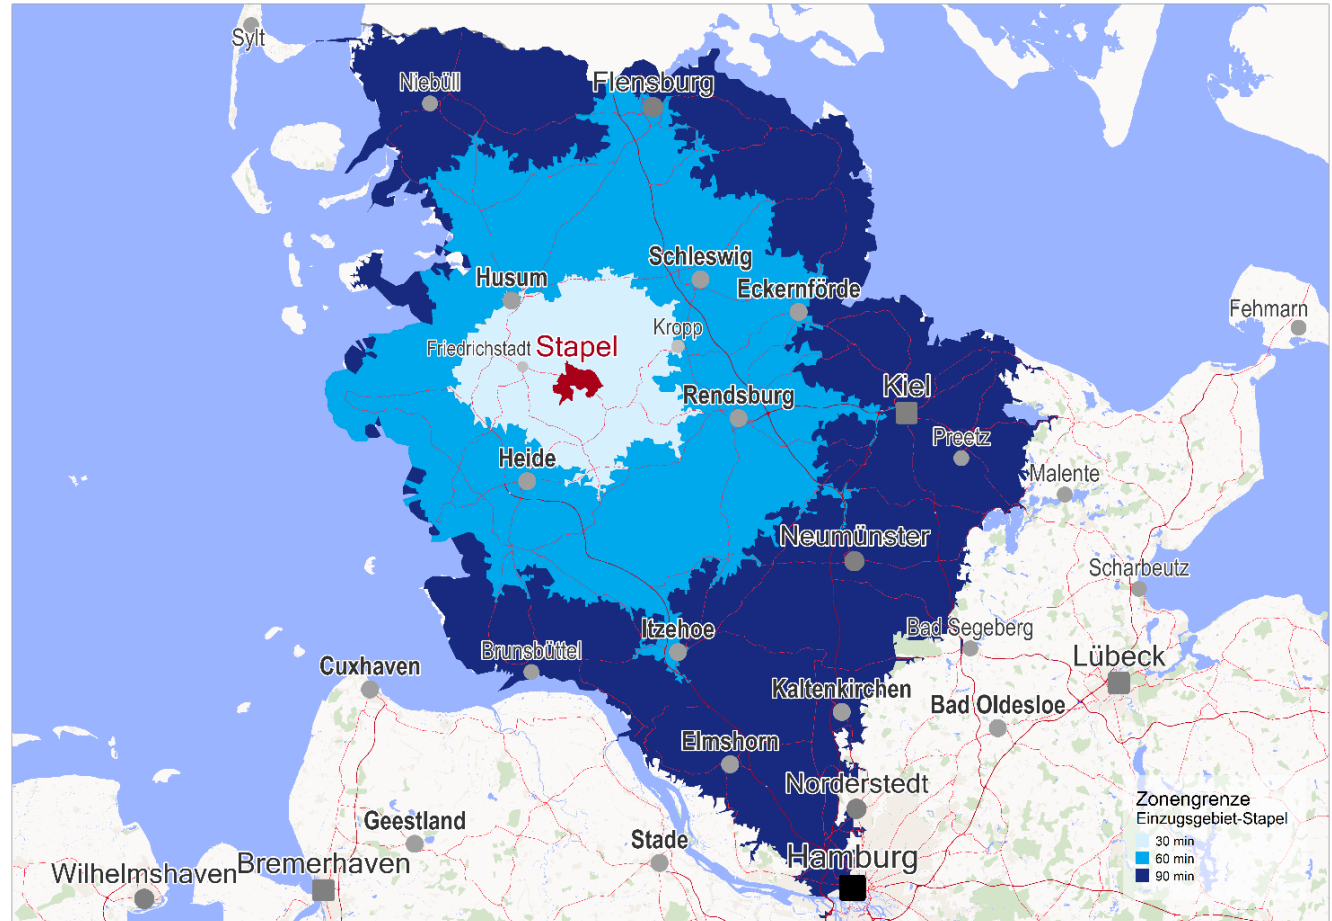 Sylt
Niebüll
Flensburg
Schleswig
Husum
Eckernförde
Fehmarn
Kropp
Friedrichstadt
Stapel
Kiel
Rendsburg
Preetz
Heide
Malente
Neumünster
Scharbeutz
Itzehoe
Bad Segeberg
Brunsbüttel
Lübeck
Cuxhaven
Kaltenkirchen
Bad Oldesloe
Elmshorn
Norderstedt
Zonengrenze
Einzugsgebiet-Stapel
30 min
60 min
90 min
Geestland
Stade
Hamburg
Bremerhaven
Wilhelmshaven